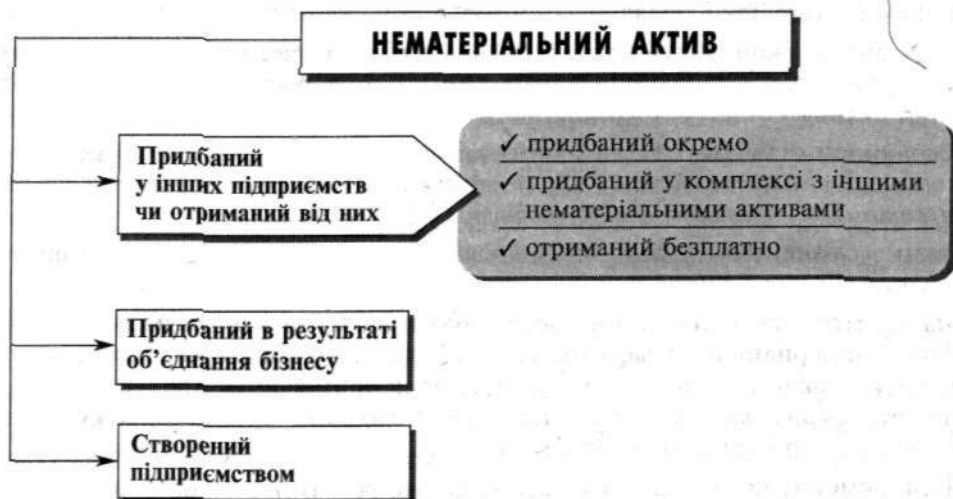 НЕМАТЕРІАЛЬНИЙ АКТИВ
Придбаний
у інших підприємств
чи отриманий від них
✓ придбаний окремо
✓ придбаний у комплексі з іншими
нематеріальними активами
✓ отриманий безплатно
Придбаний в результаті
об’єднання бізнесу
Створений
підприємством